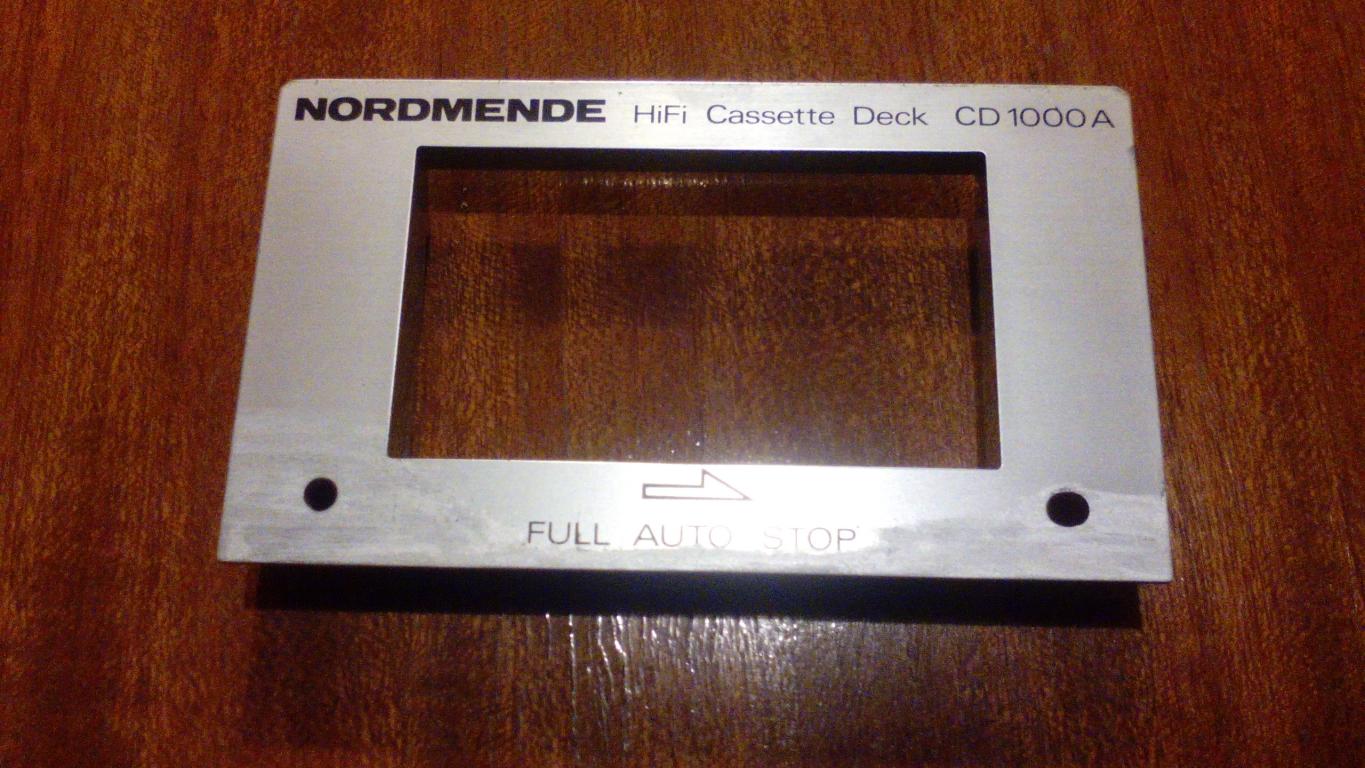 NORDMENDE HiFi Cassette Deck CD1000A
FULL AUTO STOP